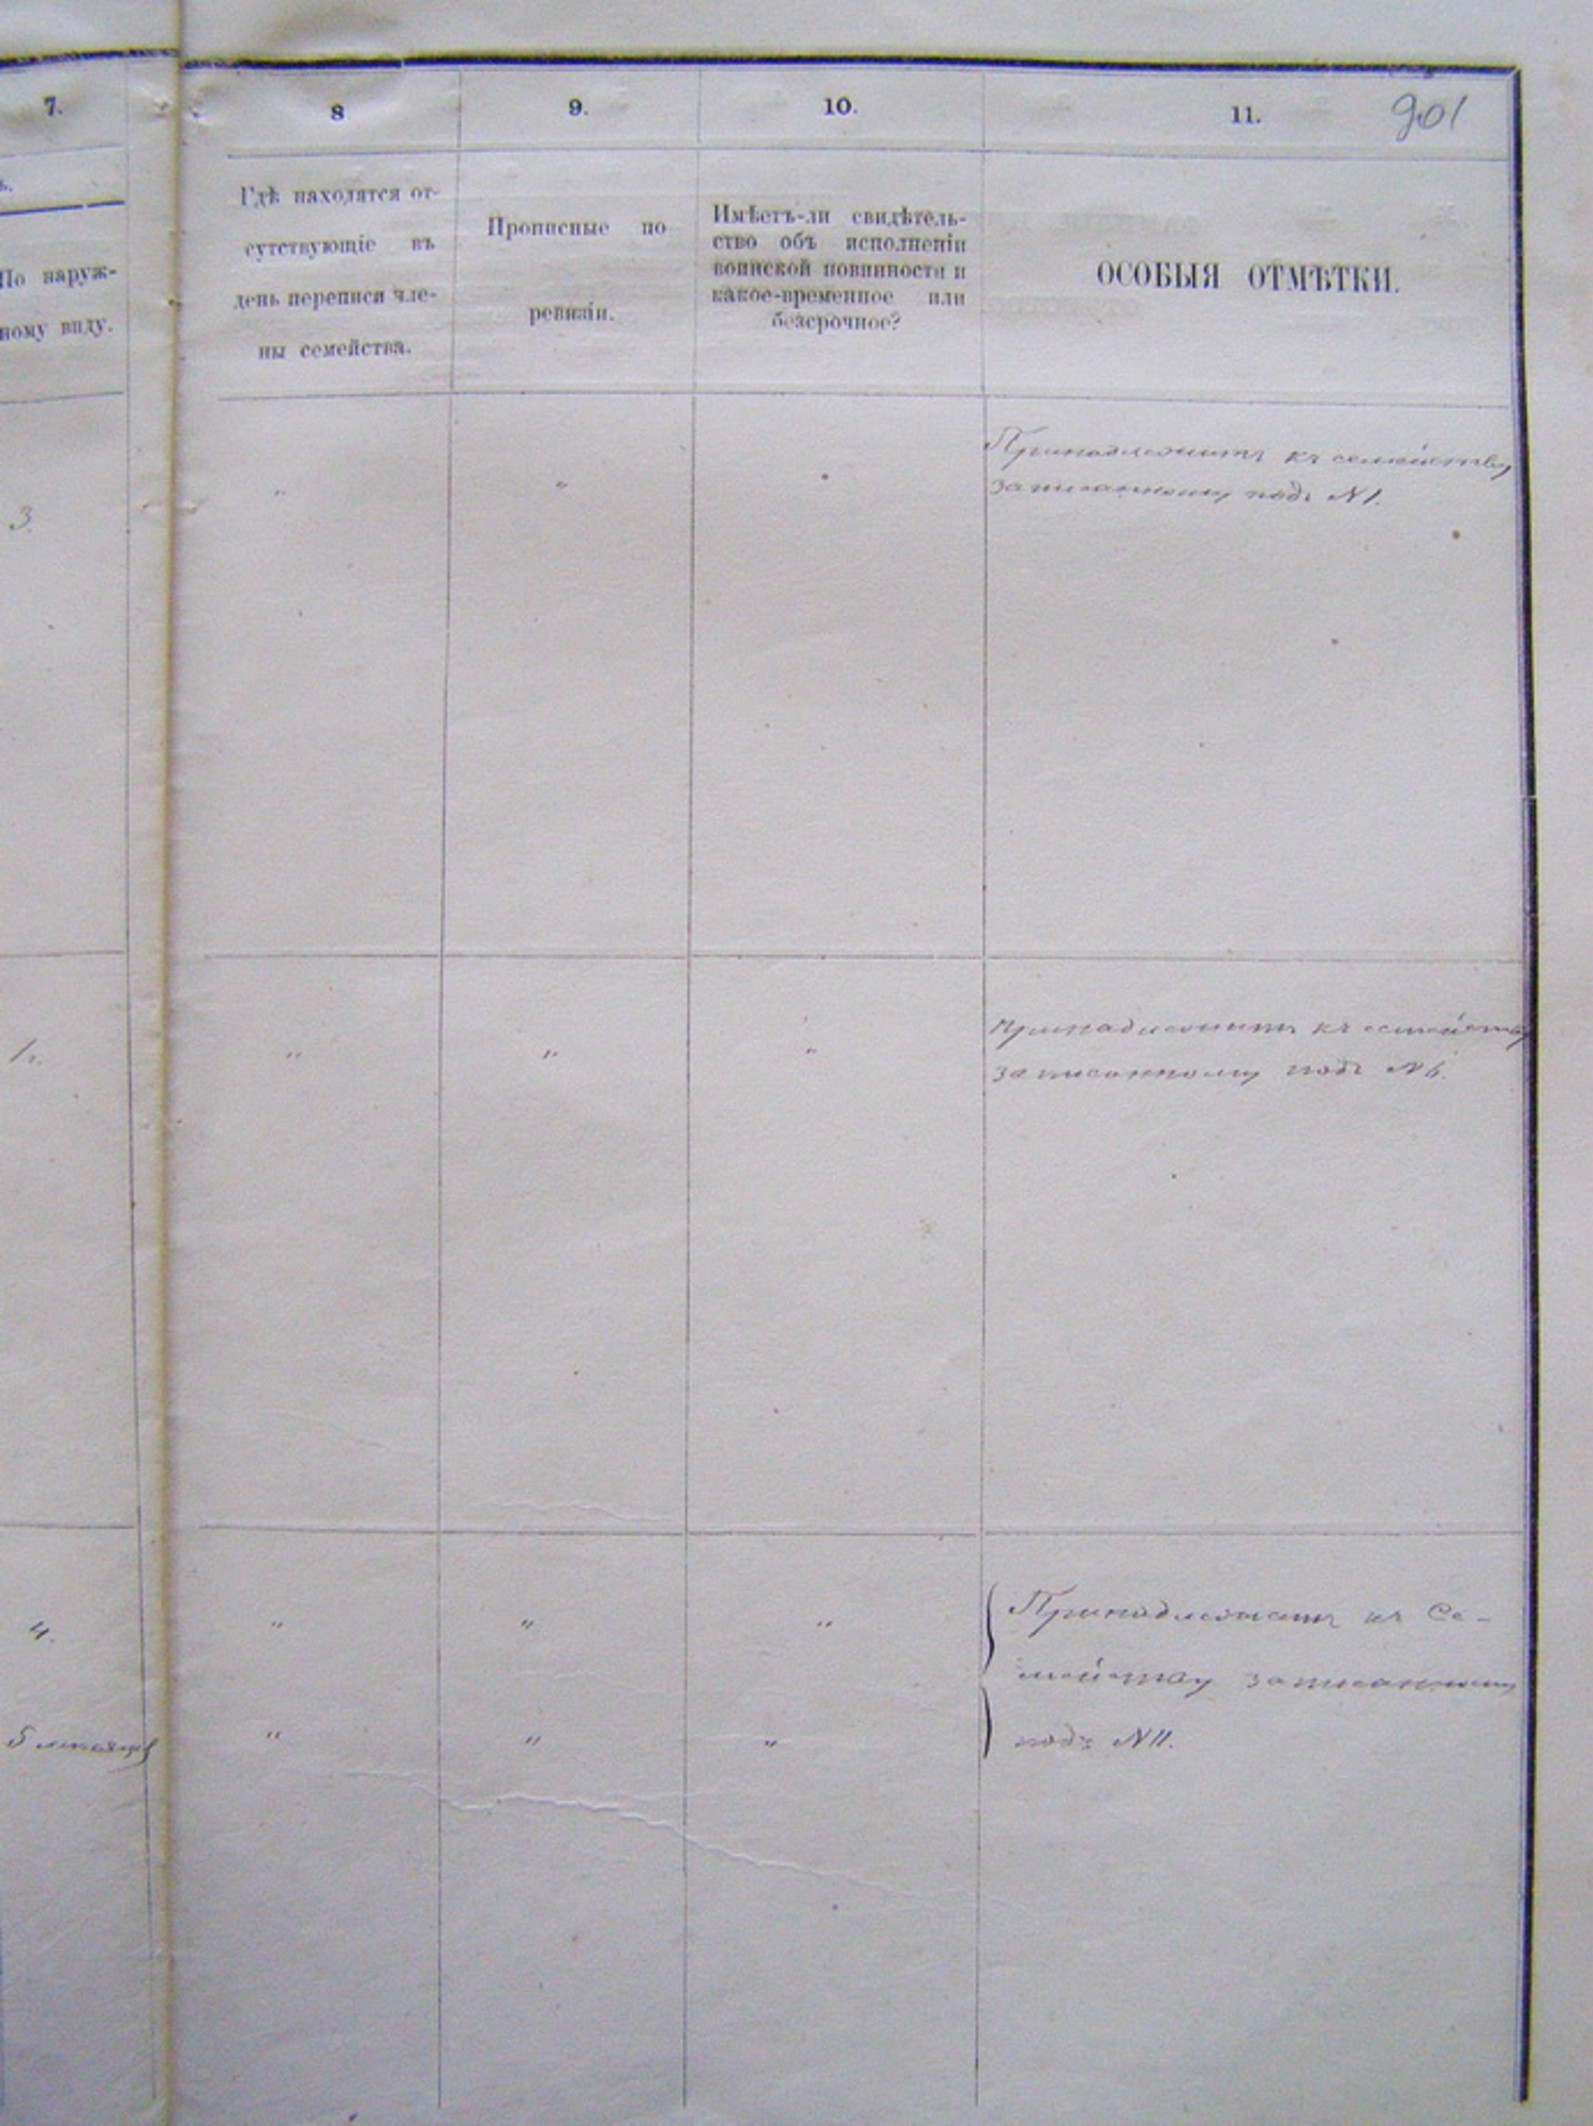 7.
8
9.
10.
11.
901
ъ.
По наруж-
ному виду.
Гдѣ находятся от-
сутствующіе въ
день переписи чле-
ны семейства.
Прописные по
ревизіи.
Имѣетъ-ли свидѣтель-
ство объ исполненіи
воинской повинности и
какое-временное или
безсрочное?
ОСОБЫЯ ОТМѢТКИ.
3.
"
"
"
Принадлежитъ къ семейству
записанному подъ №1.
1 г.
"
"
"
Принадлежитъ къ семейству
записанному подъ №6.
4.
"
"
"
Принадлежатъ къ Се-
мейству записанному
5 мѣсяцев
"
"
"
подъ №11.